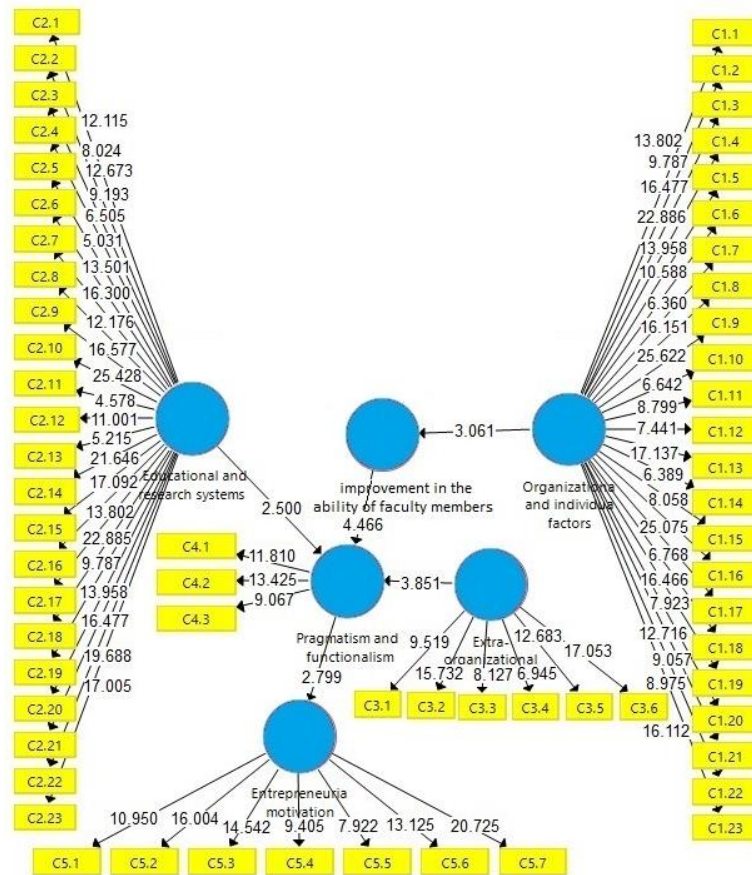 C2.1
C2.2
C2.3
C2.4
C2.5
C2.6
C2.7
C2.8
C2.9
C2.10
C2.11
C2.12
C2.13
C2.14
C2.15
C2.16
C2.17
C2.18
C2.19
C2.20
C2.21
C2.22
C2.23
12.115
8.024
12.673
9.193
6.505
5.031
13.501
16.300
12.176
16.577
25.428
4.578
11.001
5.215
21.646
17.092
13.802
22.885
9.787
13.958
16.477
19.688
17.005
Educational and
research systems
2.500
improvement in the
ability of faculty members
4.466
3.061
Organizationa
and individua
factors
13.802
9.787
16.477
22.886
13.958
10.588
6.360
16.151
25.622
6.642
8.799
7.441
17.137
6.389
8.058
25.075
6.768
16.466
7.923
12.716
9.057
8.975
16.112
C1.1
C1.2
C1.3
C1.4
C1.5
C1.6
C1.7
C1.8
C1.9
C1.10
C1.11
C1.12
C1.13
C1.14
C1.15
C1.16
C1.17
C1.18
C1.19
C1.20
C1.21
C1.22
C1.23
C4.1
C4.2
C4.3
11.810
13.425
9.067
Pragmatism and
functionalism
3.851
Extra-
organizational
9.519
15.732
8.127
6.945
12.683
17.053
C3.1
C3.2
C3.3
C3.4
C3.5
C3.6
2.799
Entrepreneuria
motivation
10.950
16.004
14.542
9.405
7.922
13.125
20.725
C5.1
C5.2
C5.3
C5.4
C5.5
C5.6
C5.7